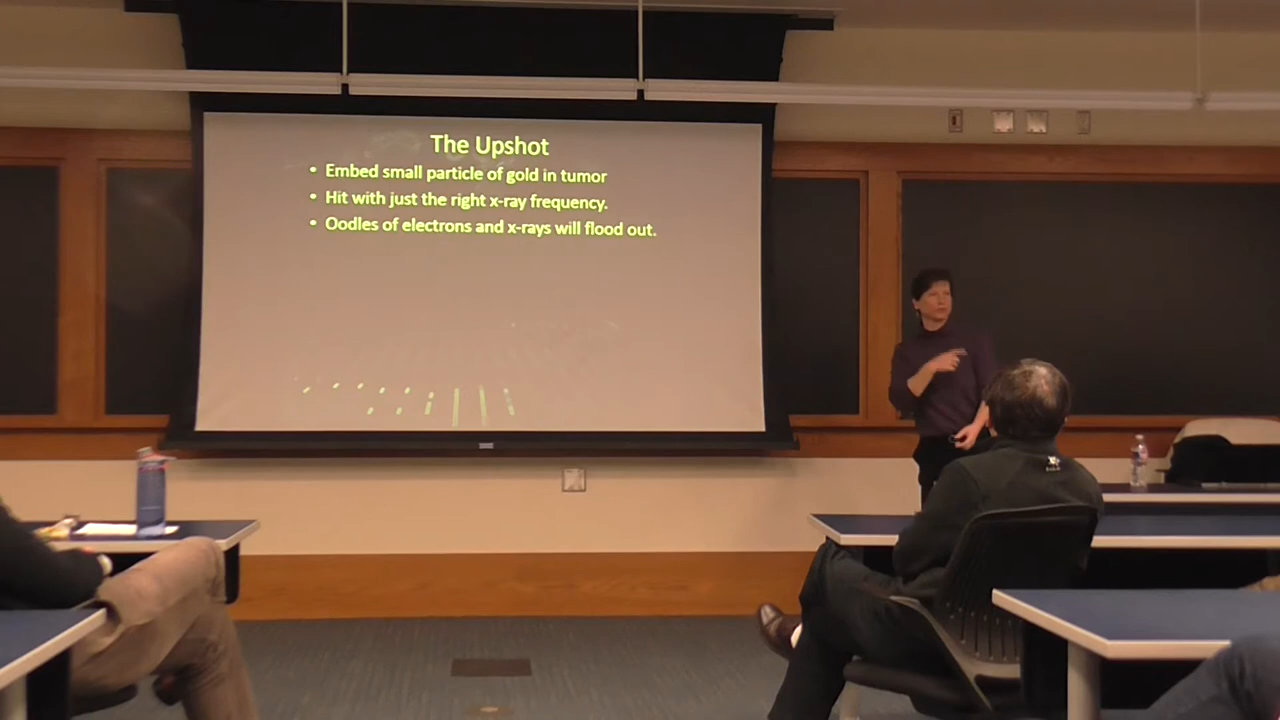 The Upshot
• Embed small particle of gold in tumor
• Hit with just the right x-ray frequency.
• Oodles of electrons and x-rays will flood out.